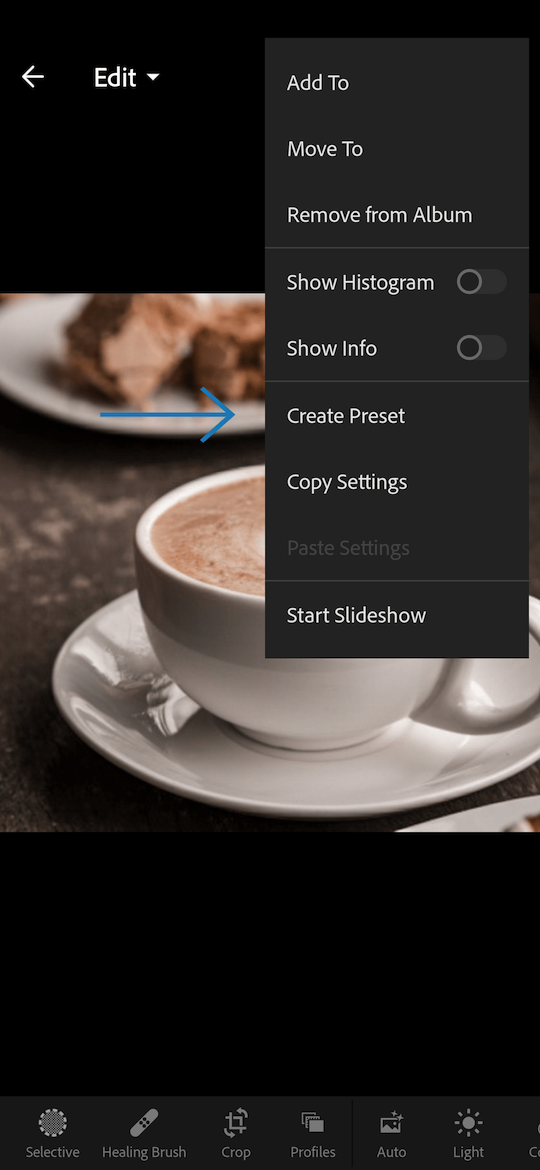 Edit
Add To
Move To
Remove from Album
Show Histogram
Show Info
Create Preset
Copy Settings
Paste Settings
Start Slideshow
Selective
Healing Brush
Crop
Profiles
Auto
Light